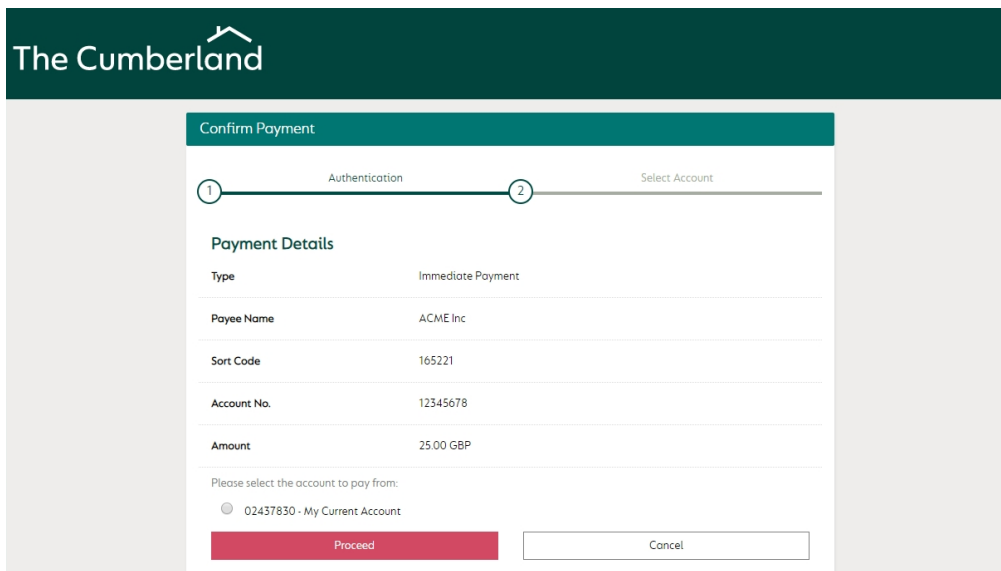 The Cumberland
Confirm Payment
Authentication Select Account
1 2
Payment Details
Type Immediate Payment
Payee Name ACME Inc
Sort Code 165221
Account No. 12345678
Amount 25.00 GBP
Please select the account to pay from:
02437830 - My Current Account
Proceed Cancel